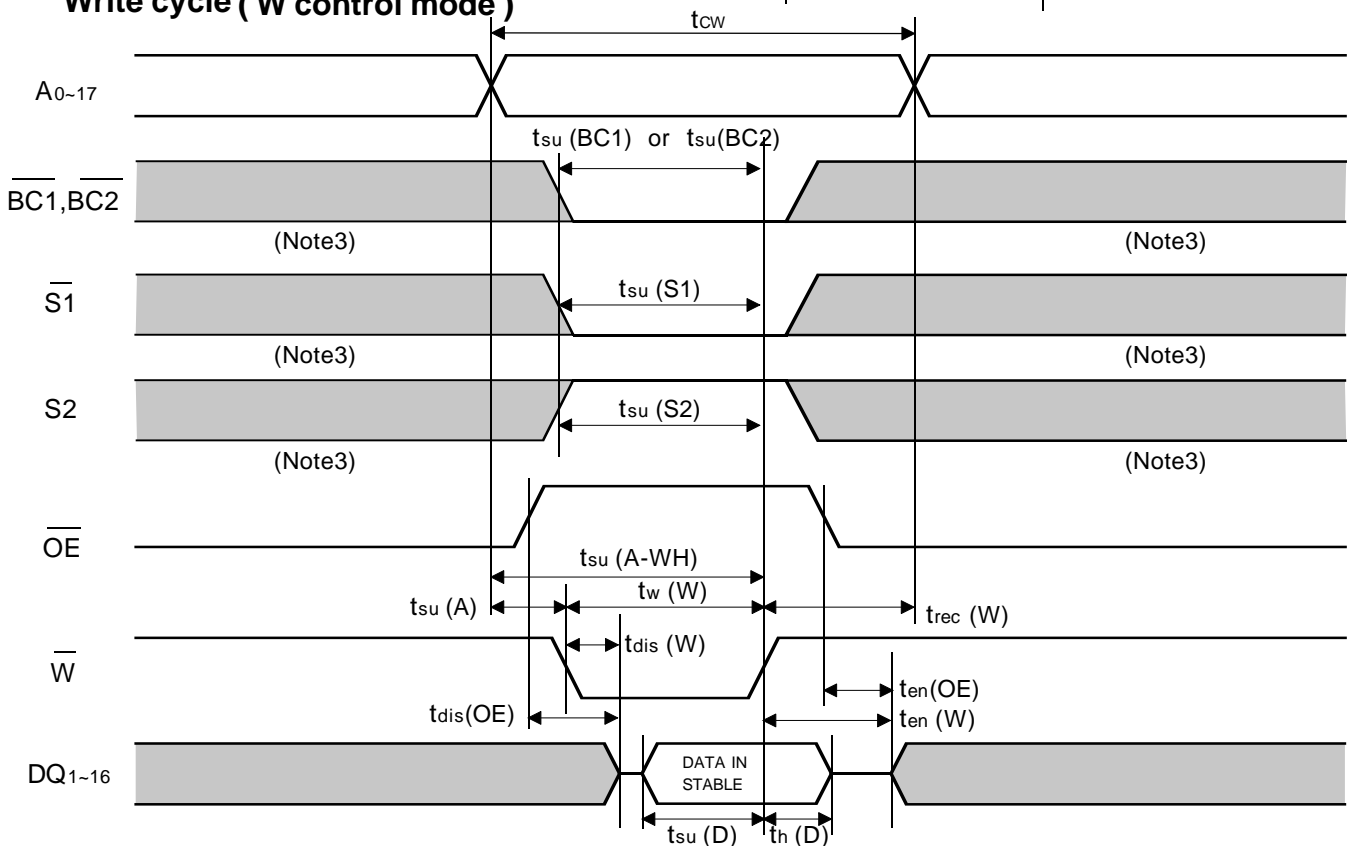 Write cycle ( W control mode )
tCW
A0~17
tsu (BC1) or tsu(BC2)
BC1,BC2
(Note3) (Note3)
S1
tsu (S1)
(Note3) (Note3)
S2
tsu (S2)
(Note3) (Note3)
OE
tsu (A-WH)
tsu (A) tw (W) trec (W)
W
tdis (W)
tdis(OE) ten(OE)
ten (W)
DQ1~16
DATA IN
STABLE
tsu (D) th (D)